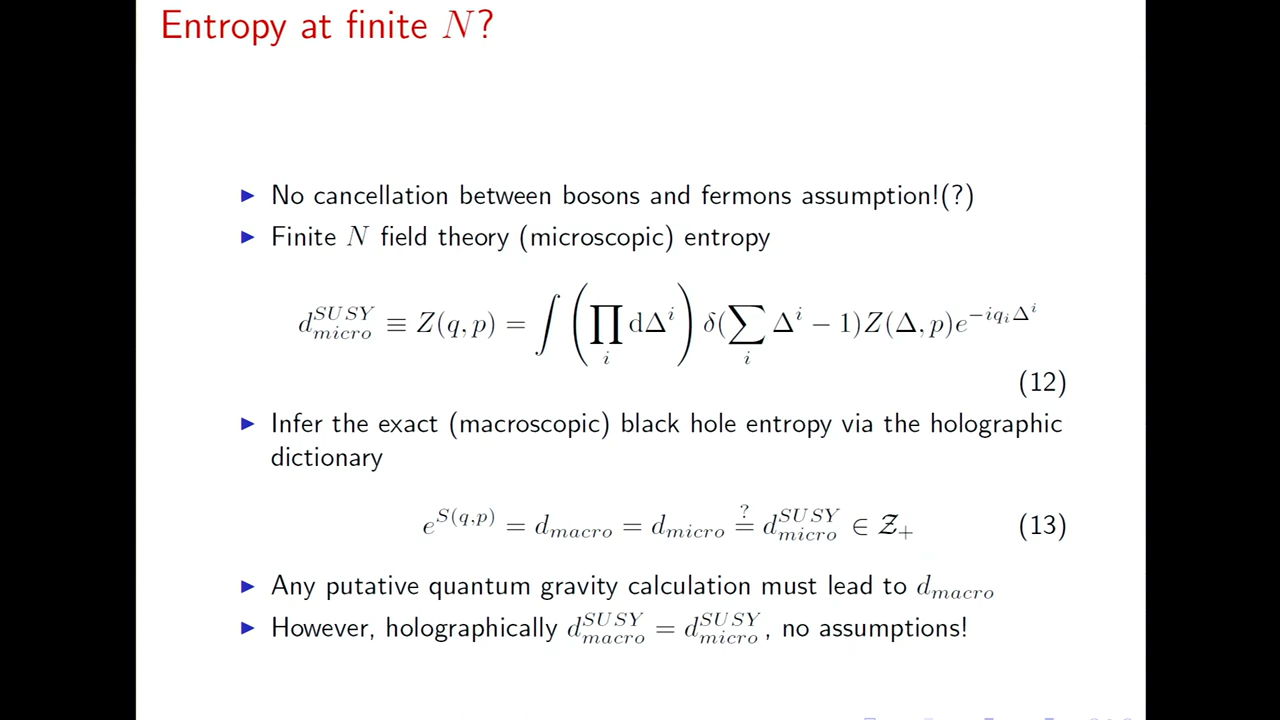 Entropy at finite N?
▶ No cancellation between bosons and fermons assumption!(?)
▶ Finite N field theory (microscopic) entropy
d^{SUSY}_{micro} ≡ Z(q, p) = ∫ (∏_i dΔ^i) δ(∑_i Δ^i − 1)Z(Δ, p)e^{−iq_iΔ^i}
(12)
▶ Infer the exact (macroscopic) black hole entropy via the holographic
dictionary
e^{S(q,p)} = d_{macro} = d_{micro} \stackrel{?}{=} d^{SUSY}_{micro} ∈ 𝒵_+ (13)
▶ Any putative quantum gravity calculation must lead to d_{macro}
▶ However, holographically d^{SUSY}_{macro} = d^{SUSY}_{micro}, no assumptions!